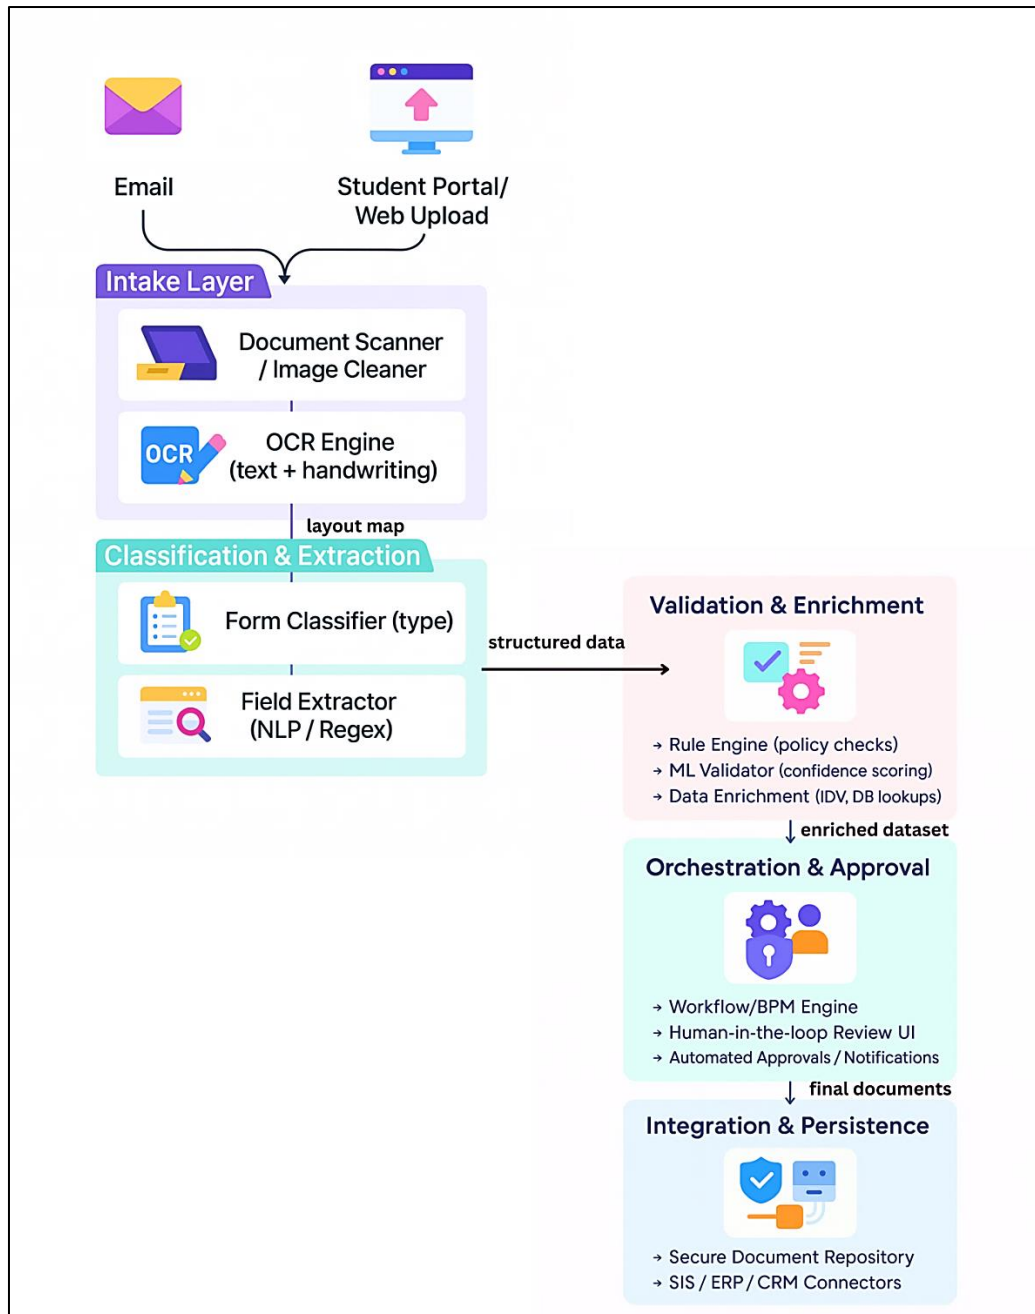 Email
Student Portal/
Web Upload
Intake Layer
Document Scanner
/ Image Cleaner
OCR
OCR Engine
(text + handwriting)
layout map
Classification & Extraction
Form Classifier (type)
Field Extractor
(NLP / Regex)
structured data
Validation & Enrichment
→ Rule Engine (policy checks)
→ ML Validator (confidence scoring)
→ Data Enrichment (IDV, DB lookups)
enriched dataset
Orchestration & Approval
→ Workflow/BPM Engine
→ Human-in-the-loop Review UI
→ Automated Approvals / Notifications
final documents
Integration & Persistence
→ Secure Document Repository
→ SIS / ERP / CRM Connectors